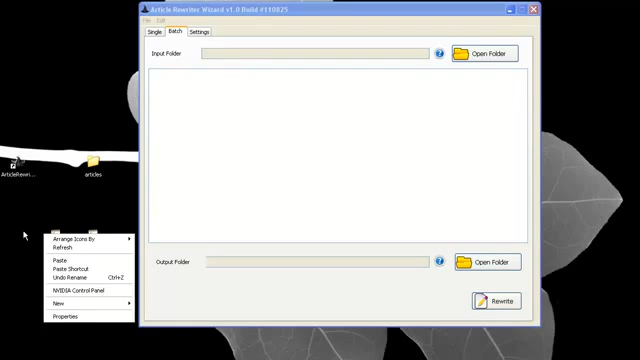 Article Rewriter Wizard v1.0 Build #110825
File Edit
Single Batch Settings
Input Folder
Open Folder
ArticleRewri...
articles
Arrange Icons By
Refresh
Paste
Paste Shortcut
Undo Rename Ctrl+Z
NVIDIA Control Panel
New
Properties
Output Folder
Open Folder
Rewrite